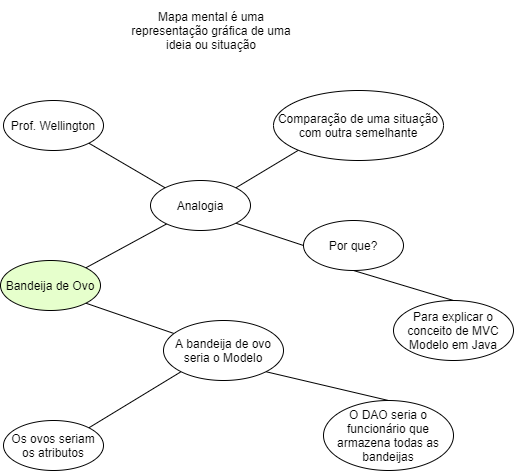 Mapa mental é uma
representação gráfica de uma
ideia ou situação
Prof. Wellington
Comparação de uma situação
com outra semelhante
Analogia
Por que?
Bandeija de Ovo
Para explicar o
conceito de MVC
Modelo em Java
A bandeija de ovo
seria o Modelo
Os ovos seriam
os atributos
O DAO seria o
funcionário que
armazena todas as
bandeijas